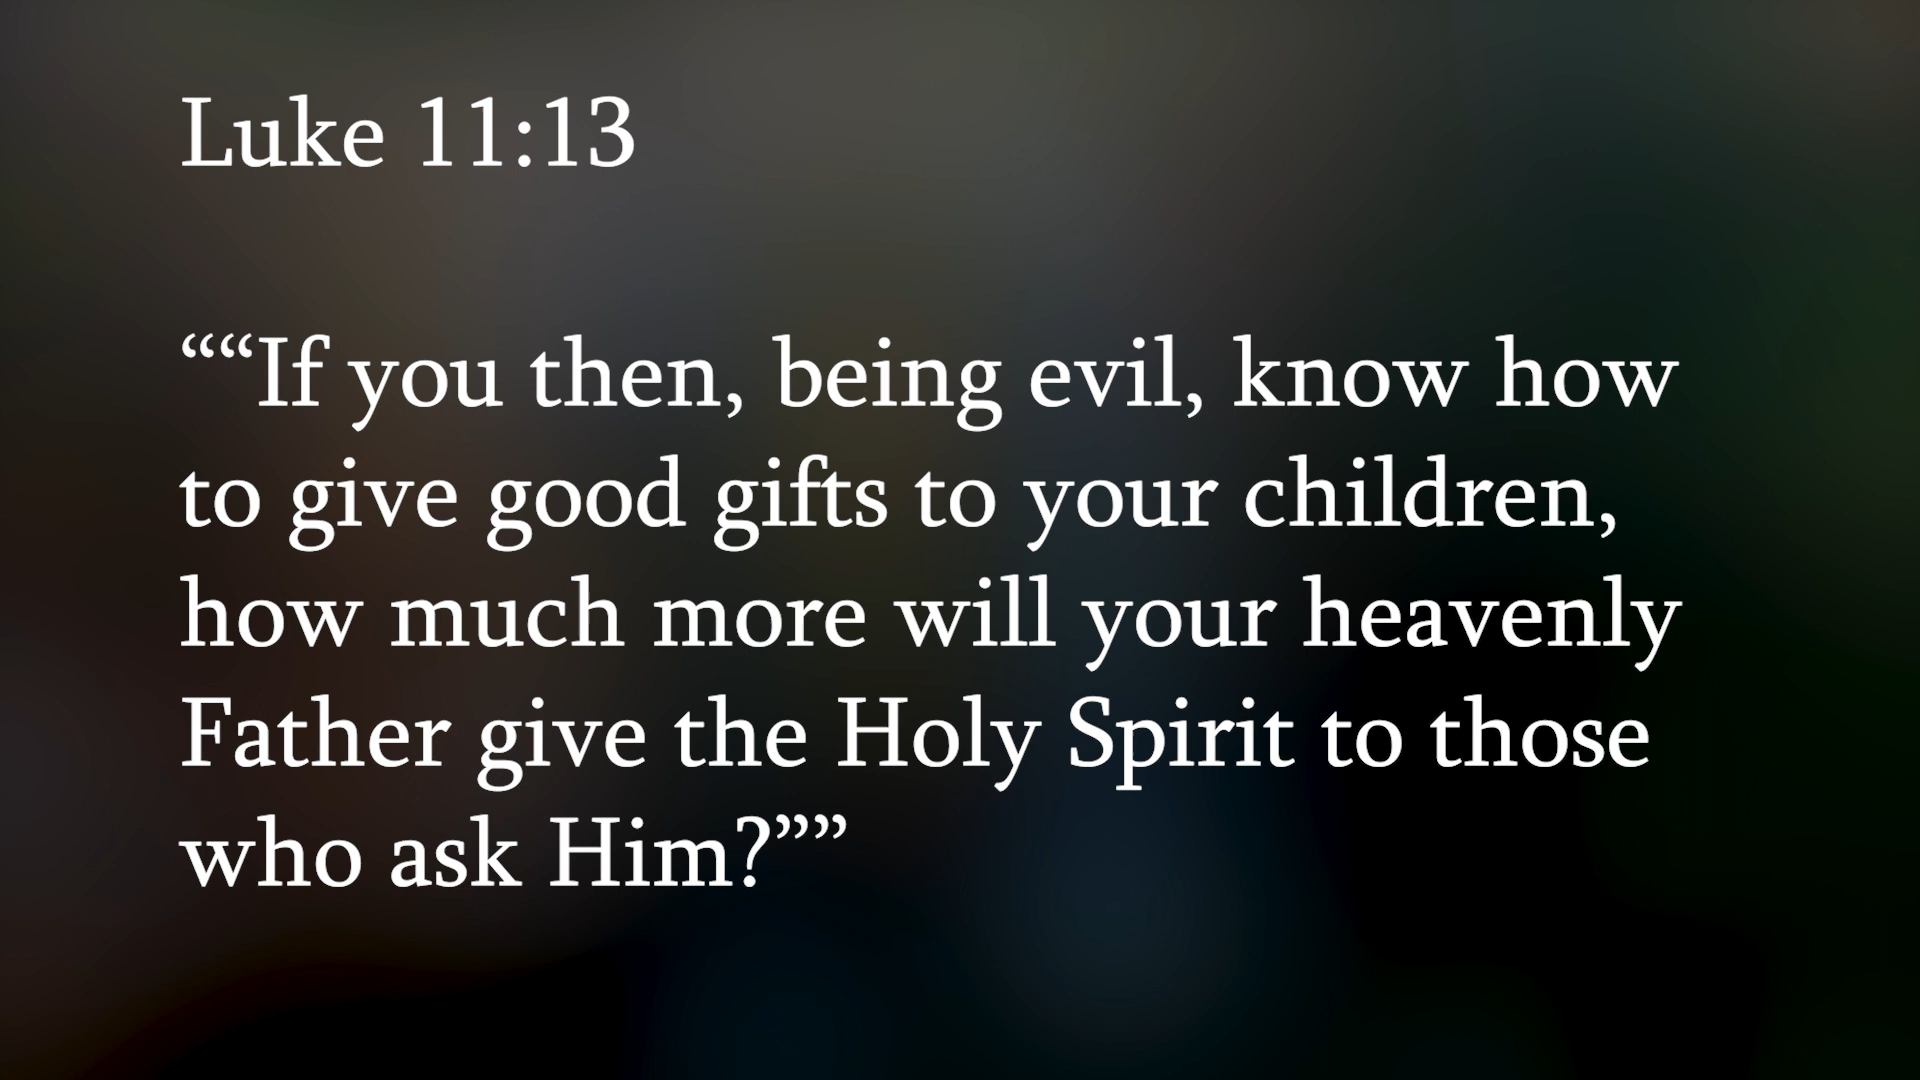 Luke 11:13
““If you then, being evil, know how
to give good gifts to your children,
how much more will your heavenly
Father give the Holy Spirit to those
who ask Him?””